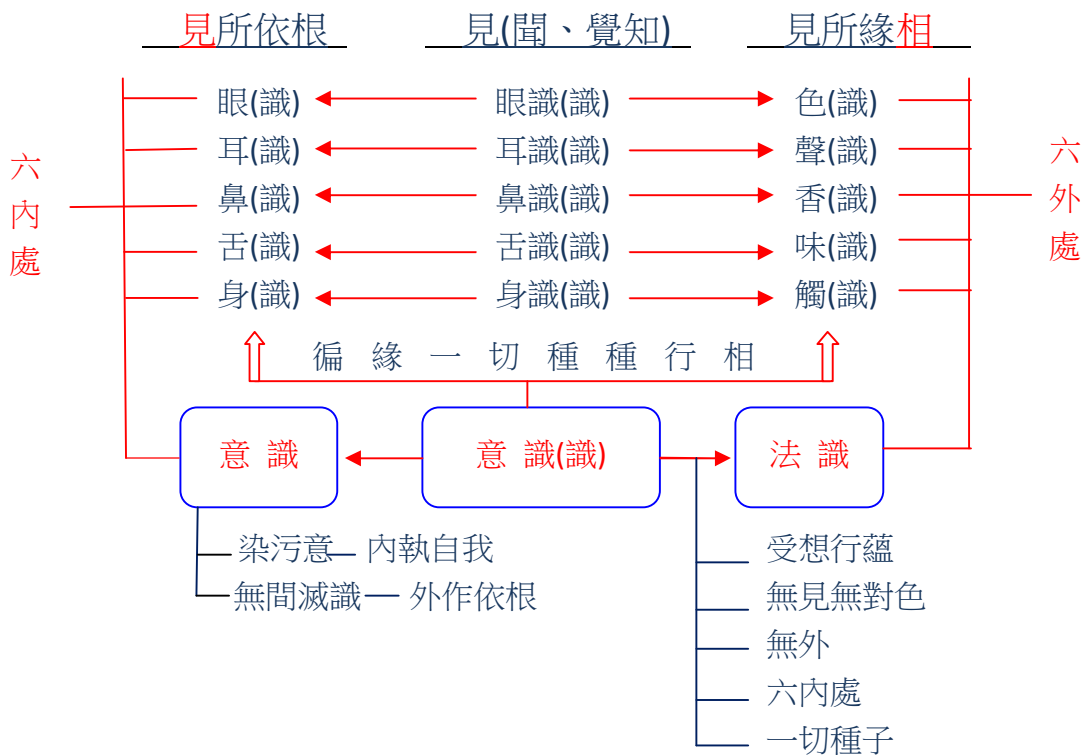 見所依根 見(聞、覺知) 見所緣相
眼(識) 眼識(識) 色(識)
耳(識) 耳識(識) 聲(識)
鼻(識) 鼻識(識) 香(識)
舌(識) 舌識(識) 味(識)
身(識) 身識(識) 觸(識)
六內處
六外處
徧緣一切種種行相
意識 意識(識) 法識
染污意 內執自我
無間滅識 外作依根
受想行蘊
無見無對色
無外
六內處
一切種子